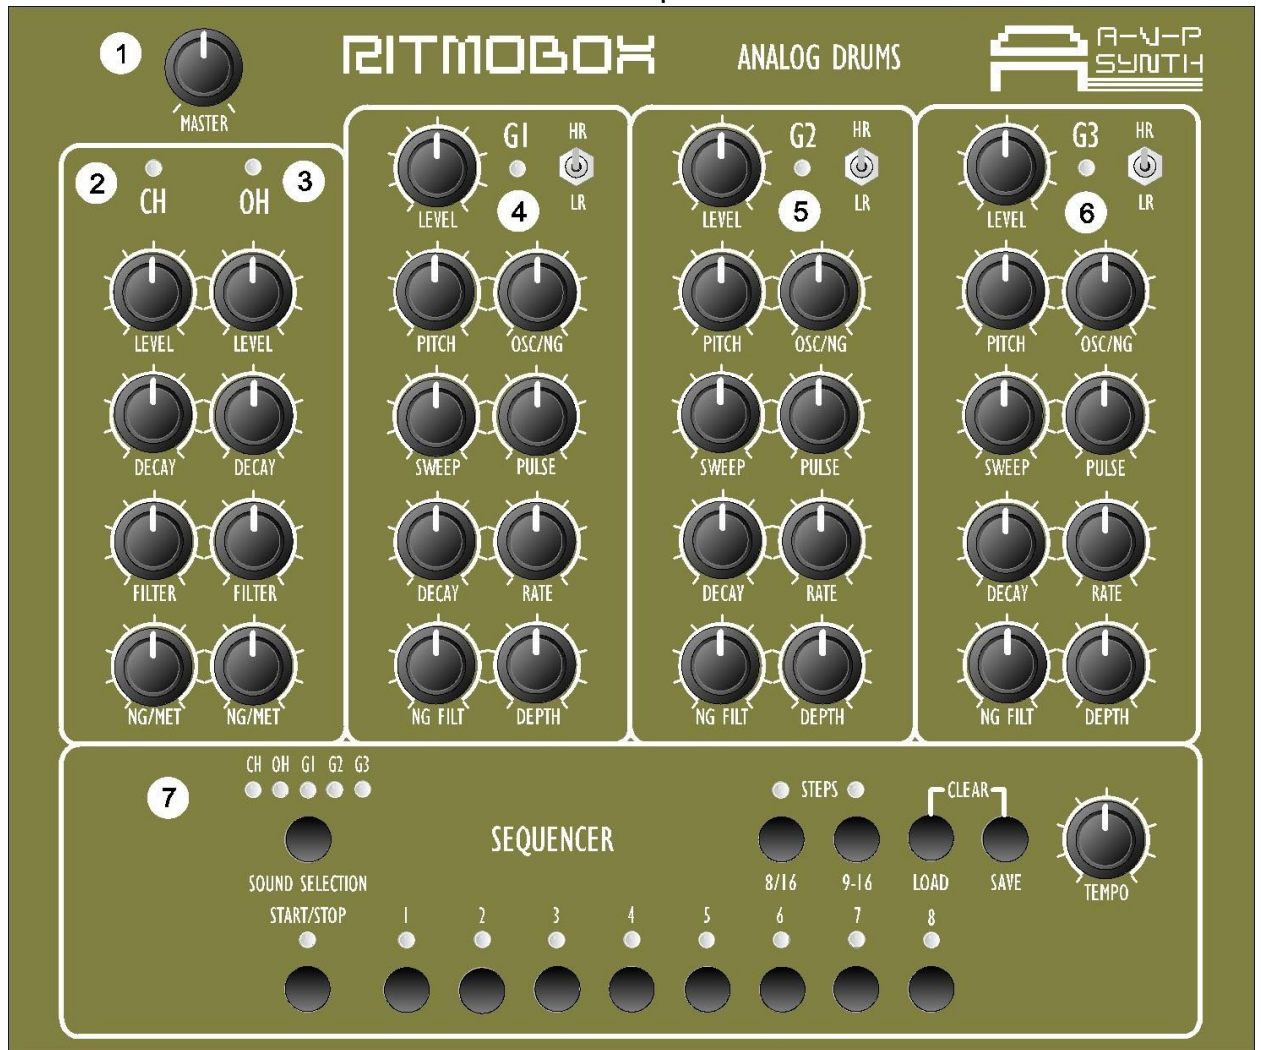 1
MASTER
RITMOBOX
ANALOG DRUMS
A-V-P
SYNTH
2
CH
OH
3
LEVEL LEVEL
DECAY DECAY
FILTER FILTER
NG/MET NG/MET
G1
HR
LR
4
LEVEL
PITCH OSC/NG
SWEEP PULSE
DECAY RATE
NG FILT DEPTH
G2
HR
LR
5
LEVEL
PITCH OSC/NG
SWEEP PULSE
DECAY RATE
NG FILT DEPTH
G3
HR
LR
6
LEVEL
PITCH OSC/NG
SWEEP PULSE
DECAY RATE
NG FILT DEPTH
7
CH OH G1 G2 G3
SOUND SELECTION
SEQUENCER
STEPS
CLEAR
8/16 9-16 LOAD SAVE
TEMPO
START/STOP 1 2 3 4 5 6 7 8